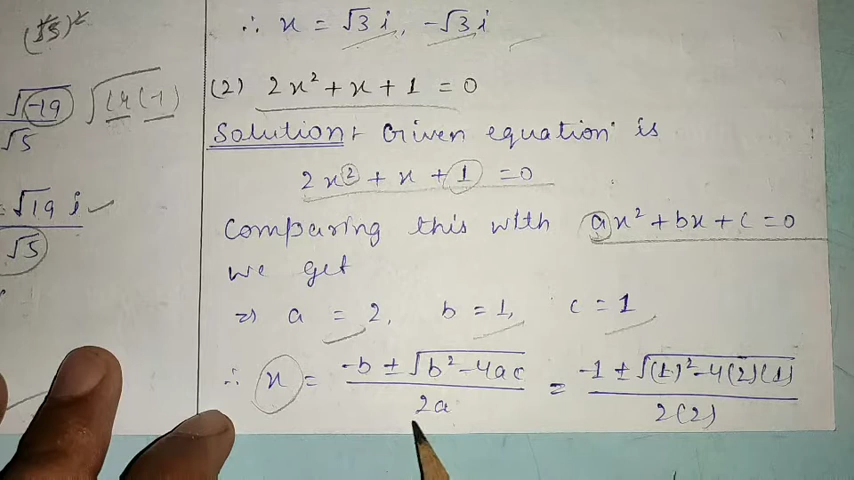 (15)²
√(-19) √19(-1)
√5
= √19 i
√5
∴ x = √3 i, -√3 i
(2) 2x² + x + 1 = 0
Solution:- Given equation is
2x² + x + 1 = 0
Comparing this with ax² + bx + c = 0
we get
⇒ a = 2, b = 1, c = 1
∴ x = (-b ± √(b² - 4ac))/(2a) = (-1 ± √((1)² - 4(2)(1)))/(2(2))